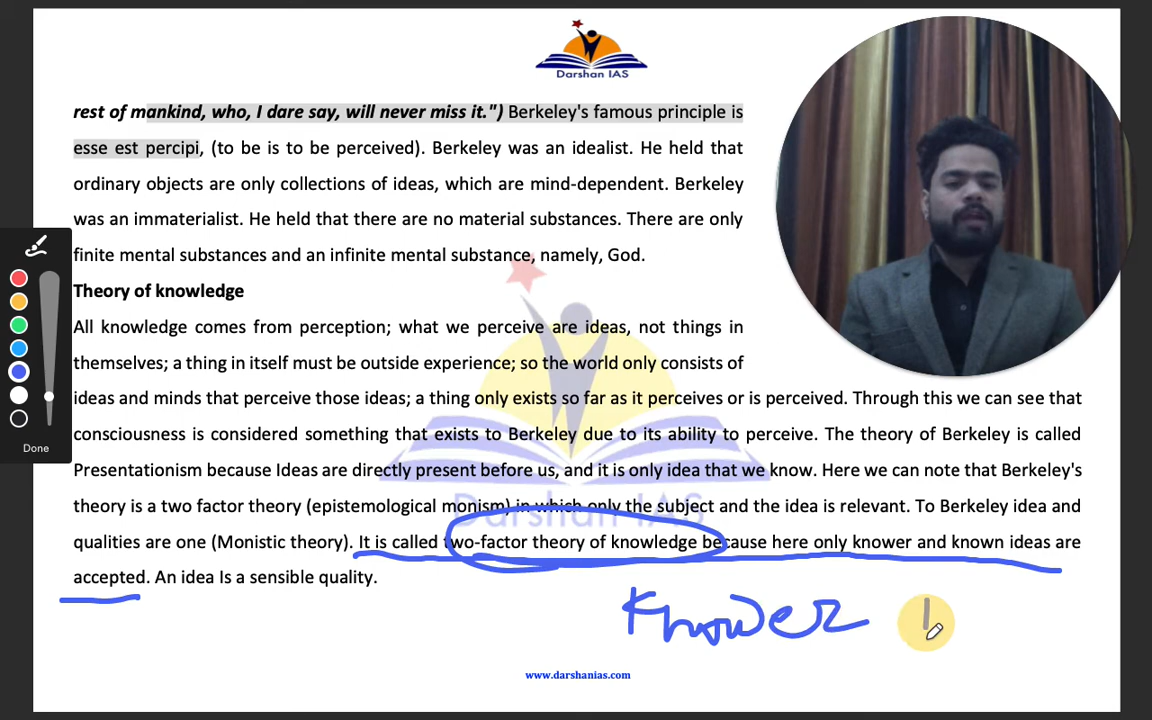 Darshan IAS
rest of mankind, who, I dare say, will never miss it.") Berkeley's famous principle is
esse est percipi, (to be is to be perceived). Berkeley was an idealist. He held that
ordinary objects are only collections of ideas, which are mind-dependent. Berkeley
was an immaterialist. He held that there are no material substances. There are only
finite mental substances and an infinite mental substance, namely, God.
Theory of knowledge
All knowledge comes from perception; what we perceive are ideas, not things in
themselves; a thing in itself must be outside experience; so the world only consists of
ideas and minds that perceive those ideas; a thing only exists so far as it perceives or is perceived. Through this we can see that
consciousness is considered something that exists to Berkeley due to its ability to perceive. The theory of Berkeley is called
Done
Presentationism because Ideas are directly present before us, and it is only idea that we know. Here we can note that Berkeley's
theory is a two factor theory (epistemological monism) in which only the subject and the idea is relevant. To Berkeley idea and
Darshan IAS
qualities are one (Monistic theory). It is called two-factor theory of knowledge because here only knower and known ideas are
accepted. An idea Is a sensible quality.
Knower
www.darshanias.com